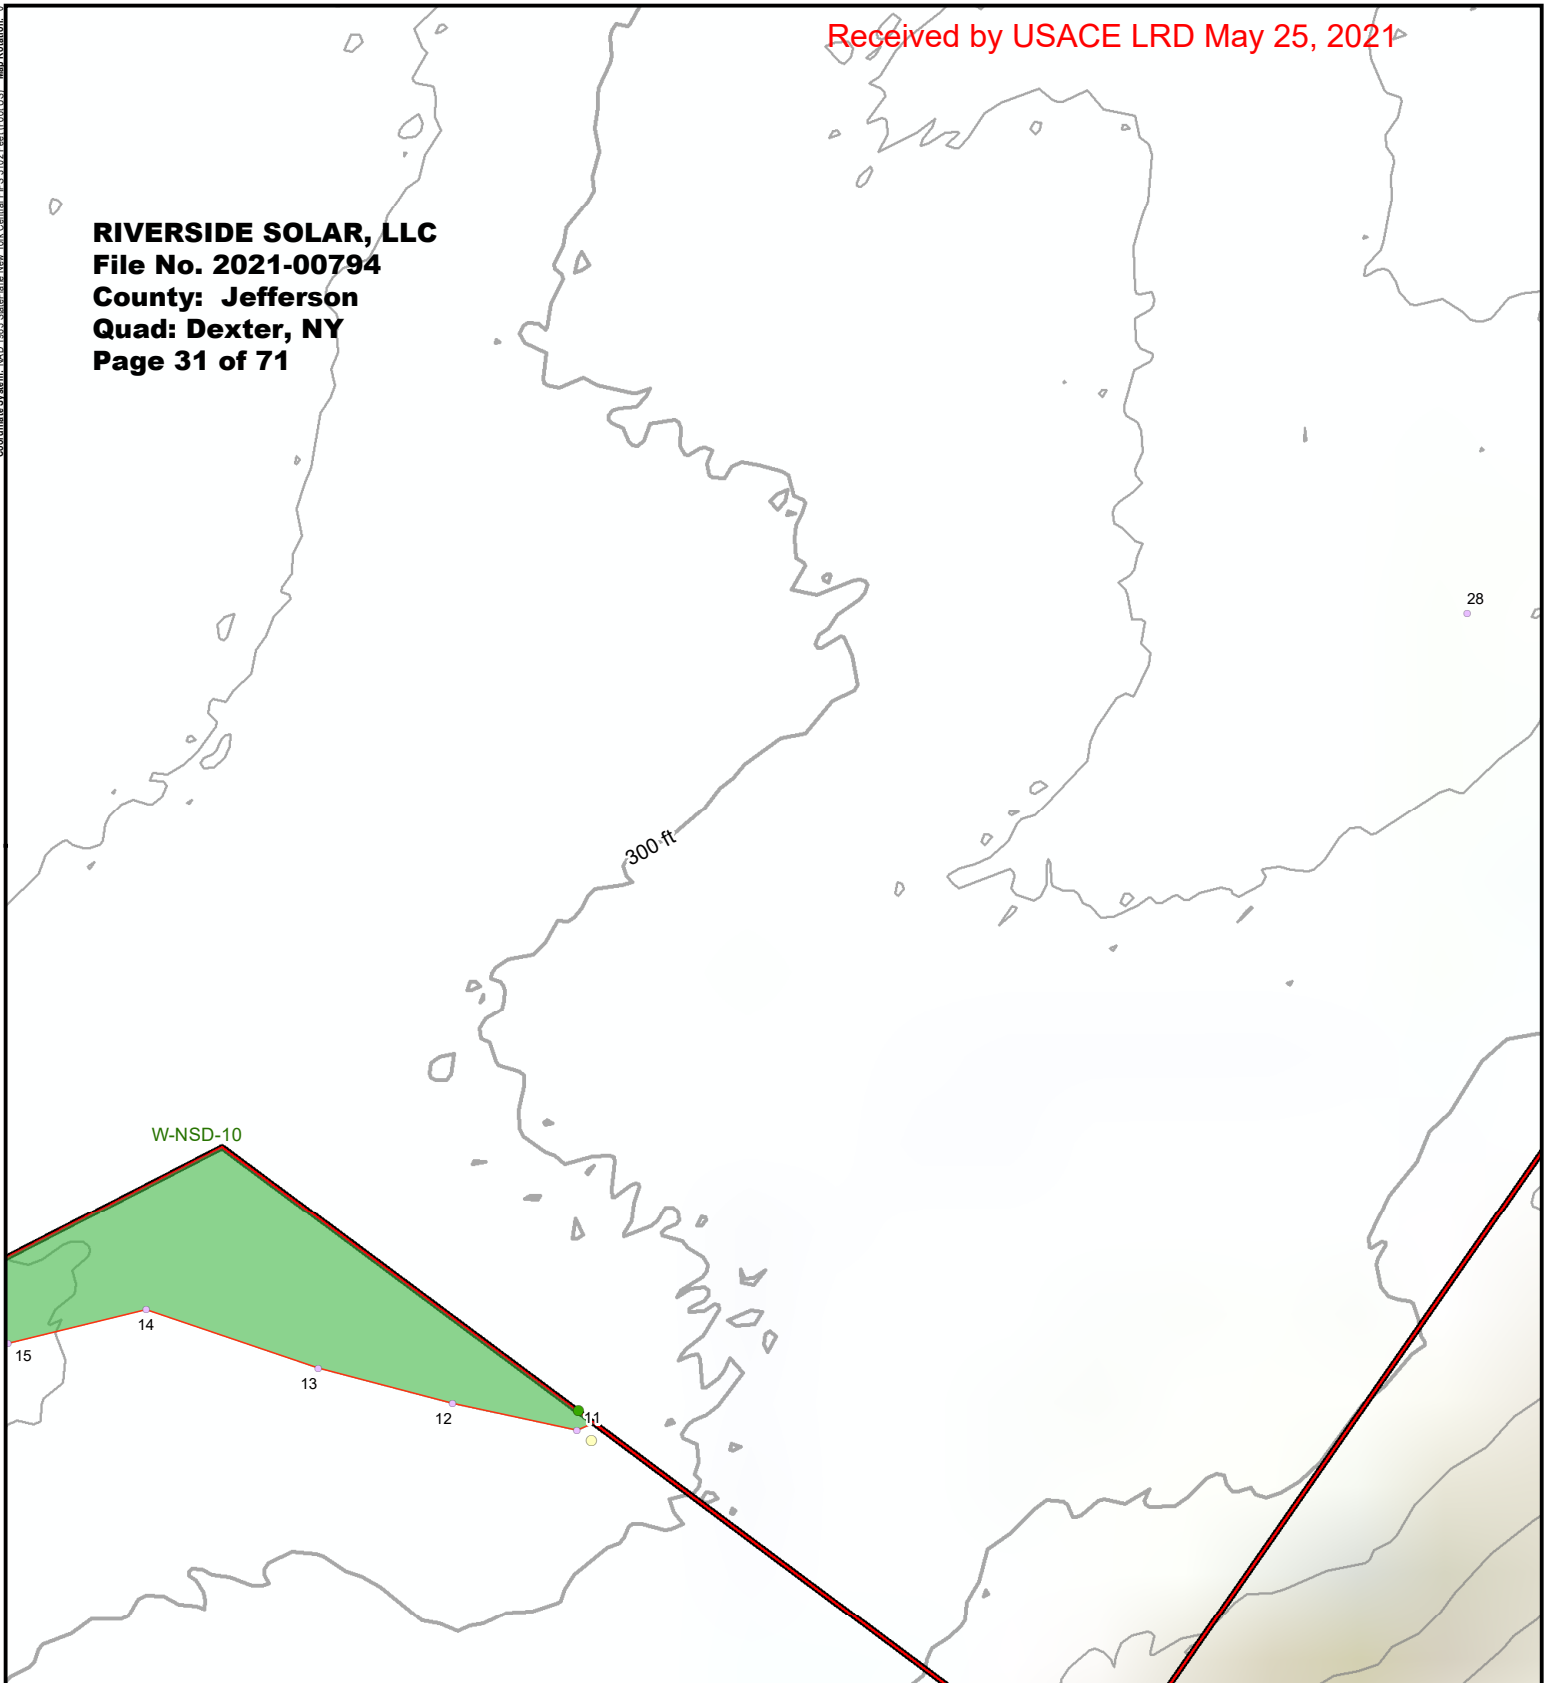 Received by USACE LRD May 25, 2021
RIVERSIDE SOLAR, LLC
File No. 2021-00794
County:  Jefferson
Quad: Dexter, NY
Page 31 of 71
28
300 ft
W-NSD-10
14
15
13
12
11